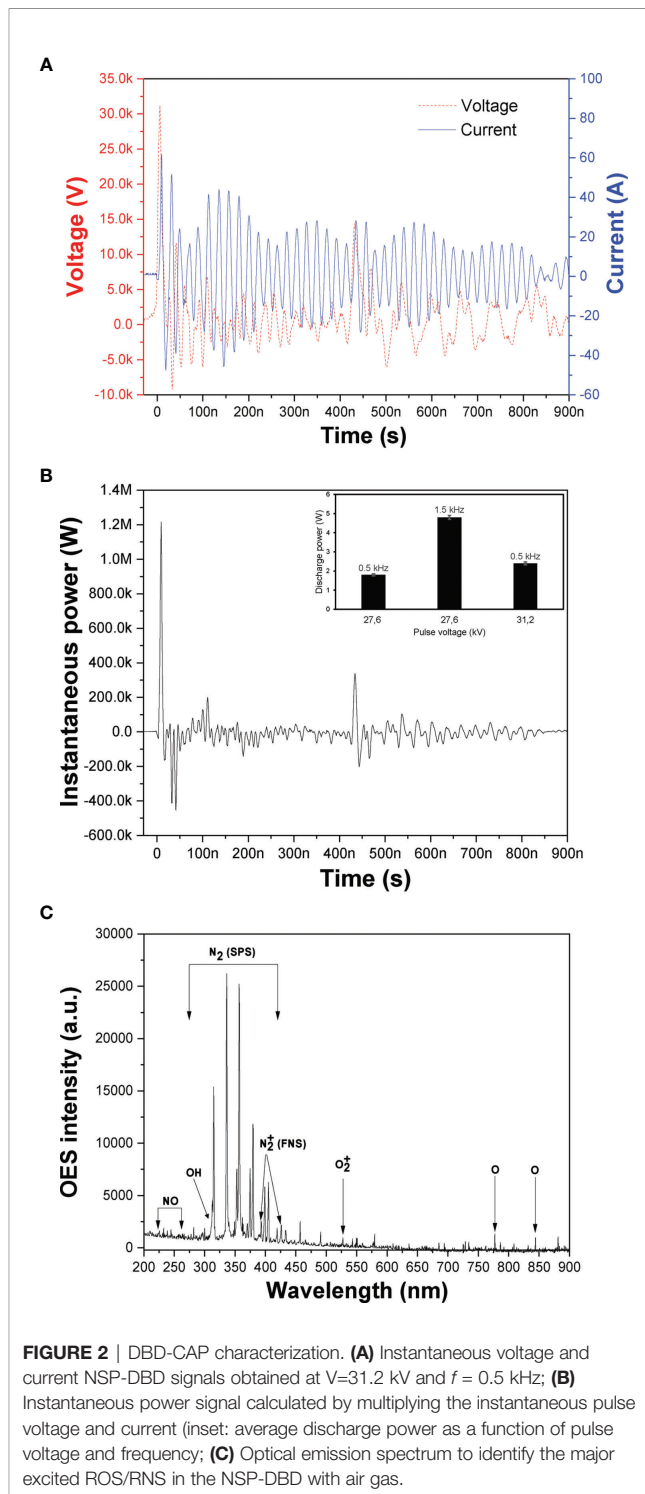 A
35.0k
30.0k
25.0k
20.0k
15.0k
10.0k
5.0k
0.0
-5.0k
-10.0k
Voltage (V)
Voltage
Current
100
80
60
40
20
0
-20
-40
-60
Current (A)
0 100n 200n 300n 400n 500n 600n 700n 800n 900n
Time (s)
B
1.4M
1.2M
1.0M
800.0k
600.0k
400.0k
200.0k
0.0
-200.0k
-400.0k
-600.0k
Instantaneous power (W)
6
5
4
3
2
1
0
Discharge power (W)
0.5 kHz
1.5 kHz
0.5 kHz
27,6 27,6 31,2
Pulse voltage (kV)
0 100n 200n 300n 400n 500n 600n 700n 800n 900n
Time (s)
C
30000
25000
20000
15000
10000
5000
0
OES intensity (a.u.)
N2 (SPS)
NO
OH
N2+ (FNS)
O2+
O
O
200 250 300 350 400 450 500 550 600 650 700 750 800 850 900
Wavelength (nm)
FIGURE 2 | DBD-CAP characterization. (A) Instantaneous voltage and
current NSP-DBD signals obtained at V=31.2 kV and f = 0.5 kHz; (B)
Instantaneous power signal calculated by multiplying the instantaneous pulse
voltage and current (inset: average discharge power as a function of pulse
voltage and frequency; (C) Optical emission spectrum to identify the major
excited ROS/RNS in the NSP-DBD with air gas.